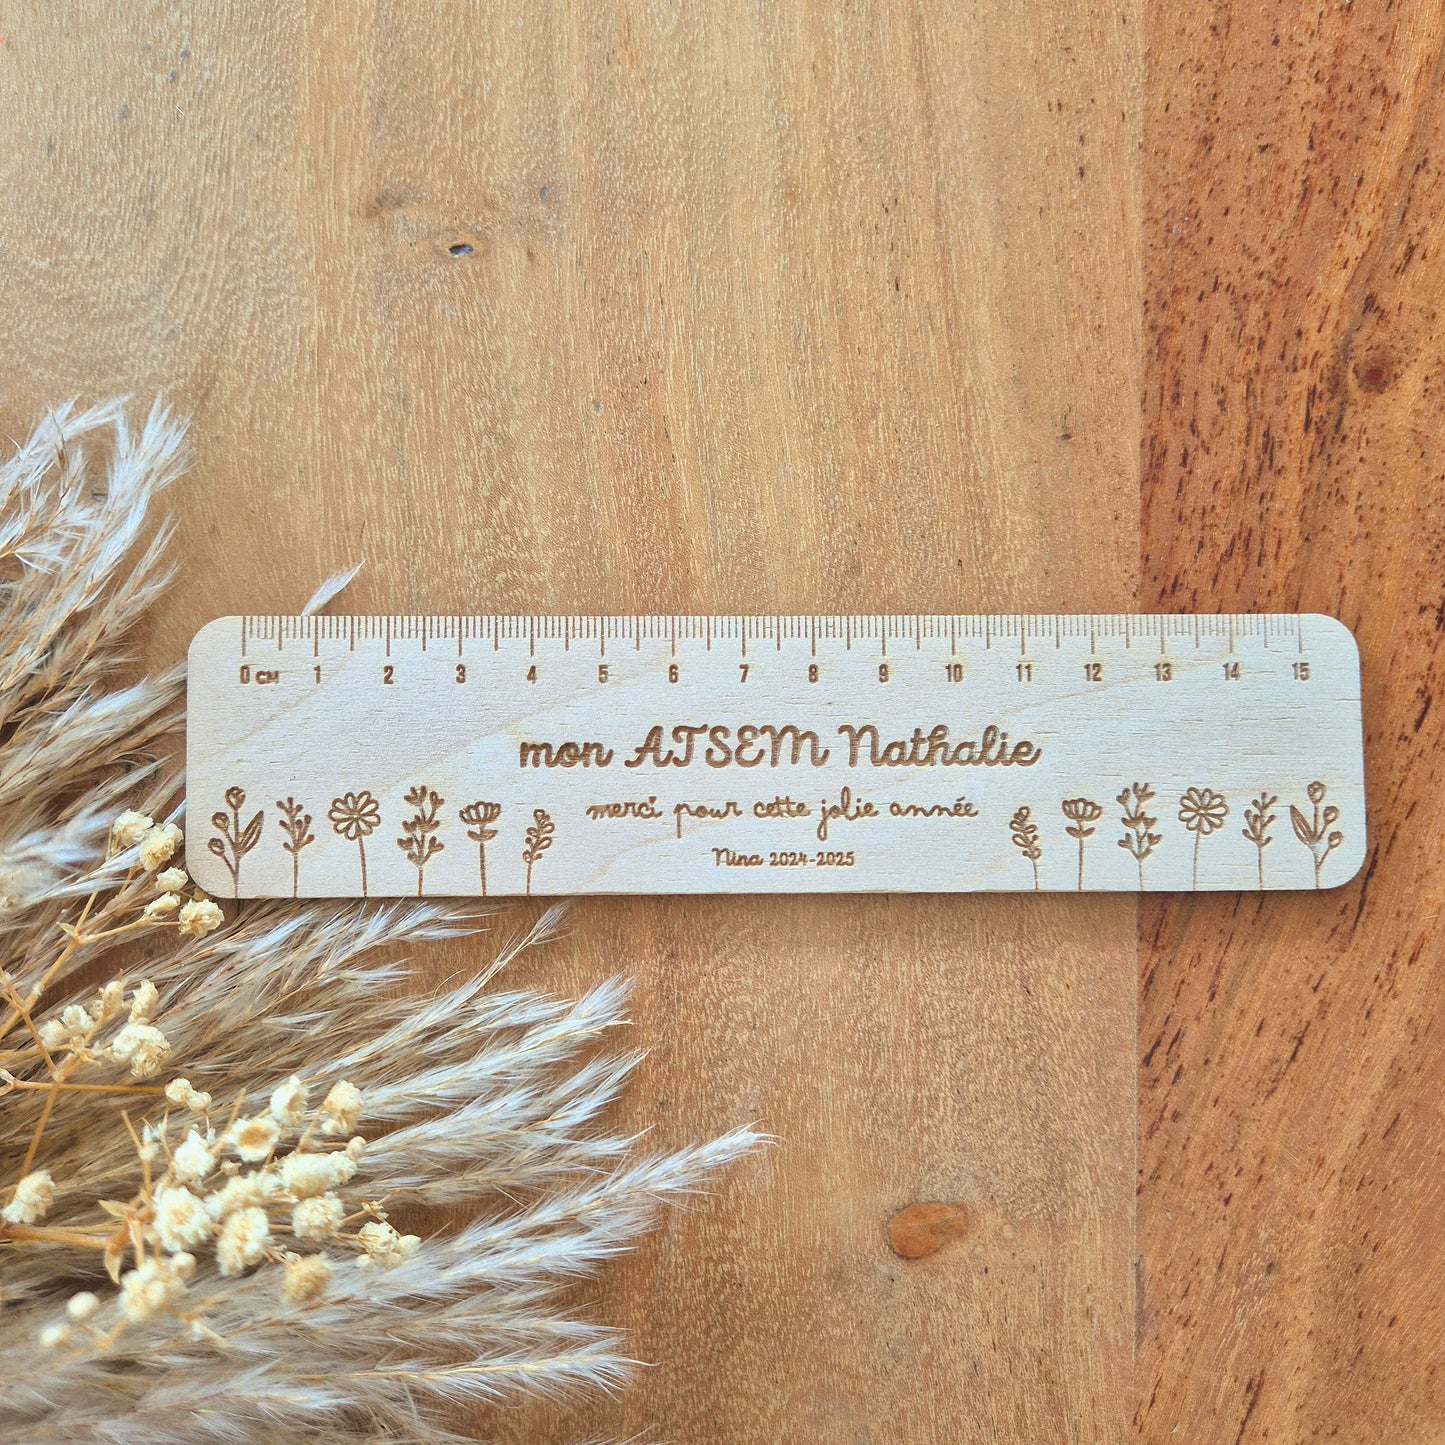 0 CM 1 2 3 4 5 6 7 8 9 10 11 12 13 14 15
mon ATSEM Nathalie
merci pour cette jolie année
Nina 2024-2025